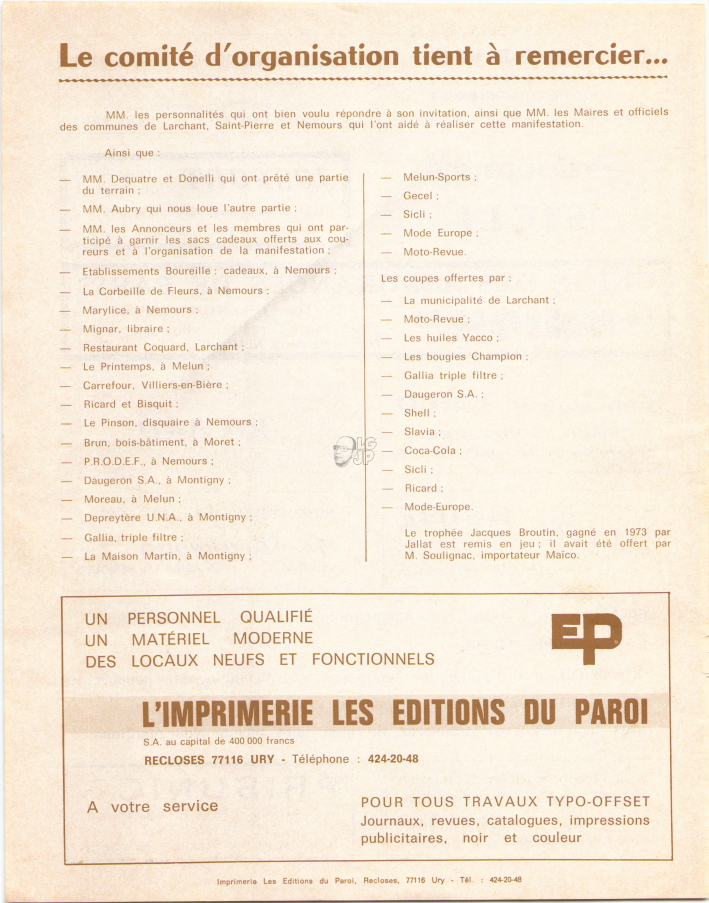 Le comité d'organisation tient à remercier...
MM. les personnalités qui ont bien voulu répondre à son invitation, ainsi que MM. les Maires et officiels
des communes de Larchant, Saint-Pierre et Nemours qui l'ont aidé à réaliser cette manifestation.
Ainsi que :
— MM. Dequatre et Donelli qui ont prêté une partie
du terrain ;
— MM. Aubry qui nous loue l'autre partie ;
— MM. les Annonceurs et les membres qui ont par-
ticipé à garnir les sacs cadeaux offerts aux cou-
reurs et à l'organisation de la manifestation ;
— Etablissements Boureille : cadeaux, à Nemours ;
— La Corbeille de Fleurs, à Nemours ;
— Marylice, à Nemours ;
— Mignar, libraire ;
— Restaurant Coquard, Larchant ;
— Le Printemps, à Melun ;
— Carrefour, Villiers-en-Bière ;
— Ricard et Bisquit ;
— Le Pinson, disquaire à Nemours ;
— Brun, bois-bâtiment, à Moret ;
— P.R.O.D.E.F., à Nemours ;
— Daugeron S.A., à Montigny ;
— Moreau, à Melun ;
— Depreytère U.N.A., à Montigny ;
— Gallia, triple filtre ;
— La Maison Martin, à Montigny ;
— Melun-Sports ;
— Gecel ;
— Sicli ;
— Mode Europe ;
— Moto-Revue.
Les coupes offertes par :
— La municipalité de Larchant ;
— Moto-Revue ;
— Les huiles Yacco ;
— Les bougies Champion ;
— Gallia triple filtre ;
— Daugeron S.A. ;
— Shell ;
— Slavia ;
— Coca-Cola ;
— Sicli ;
— Ricard ;
— Mode-Europe.
Le trophée Jacques Broutin, gagné en 1973 par
Jallat est remis en jeu ; il avait été offert par
M. Soulignac, importateur Maïco.
LG
JP
UN PERSONNEL QUALIFIÉ
UN MATÉRIEL MODERNE
DES LOCAUX NEUFS ET FONCTIONNELS
EP
L'IMPRIMERIE LES EDITIONS DU PAROI
S.A. au capital de 400 000 francs
RECLOSES 77116 URY - Téléphone : 424-20-48
A votre service
POUR TOUS TRAVAUX TYPO-OFFSET
Journaux, revues, catalogues, impressions
publicitaires, noir et couleur
Imprimerie Les Editions du Paroi, Recloses, 77116 Ury - Tél. : 424-20-48